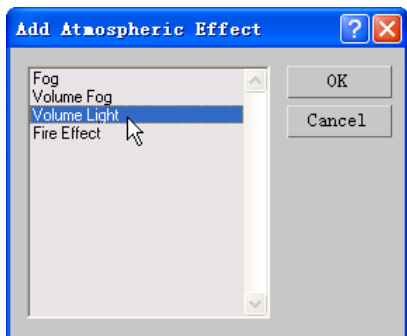 Add Atmospheric Effect
Fog
Volume Fog
Volume Light
Fire Effect
OK
Cancel